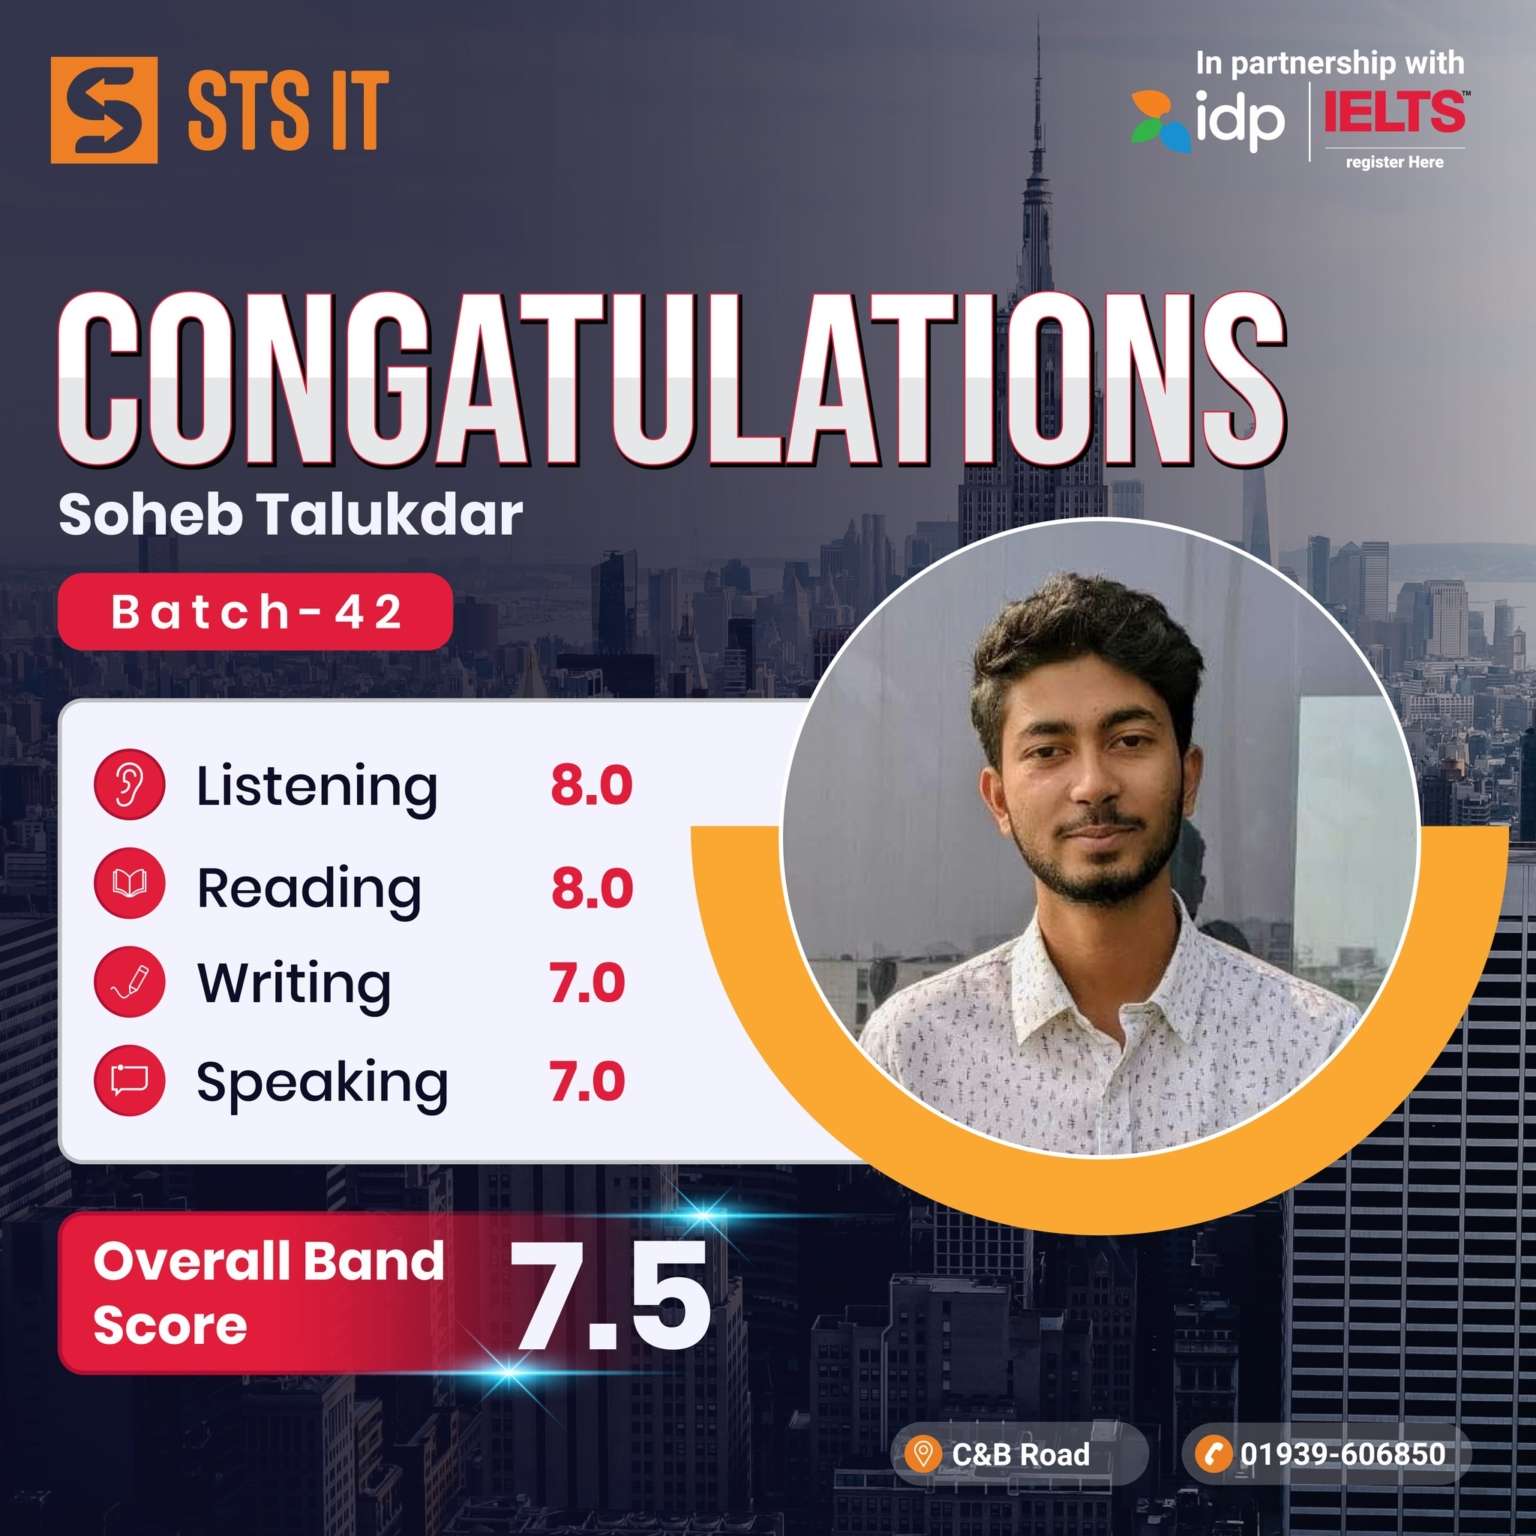 STS IT
In partnership with
idp
IELTS™
register Here
CONGATULATIONS
Soheb Talukdar
Batch-42
Listening 8.0
Reading 8.0
Writing 7.0
Speaking 7.0
Overall Band
Score
7.5
C&B Road
01939-606850